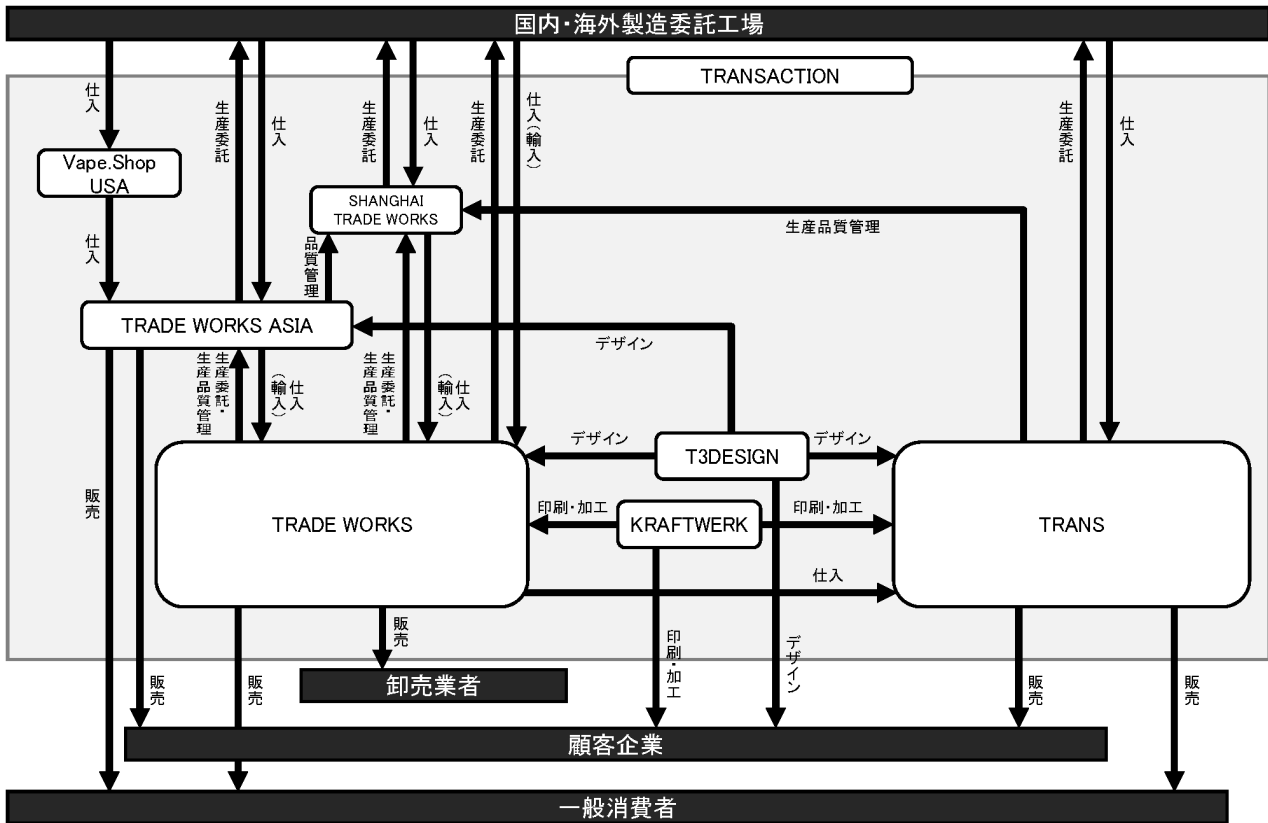 国内・海外製造委託工場
TRANSACTION
仕入
生産委託
仕入
生産委託
仕入
生産委託
仕入(輸入)
生産委託
仕入
Vape.Shop
USA
SHANGHAI
TRADE WORKS
生産品質管理
仕入
品質管理
TRADE WORKS ASIA
デザイン
生産委託・
生産品質管理
仕入
(輸入)
生産委託・
生産品質管理
仕入
(輸入)
デザイン
T3DESIGN
デザイン
販売
TRADE WORKS
印刷・加工
KRAFTWERK
印刷・加工
TRANS
仕入
販売
印刷・加工
デザイン
卸売業者
販売
販売
販売
販売
顧客企業
一般消費者